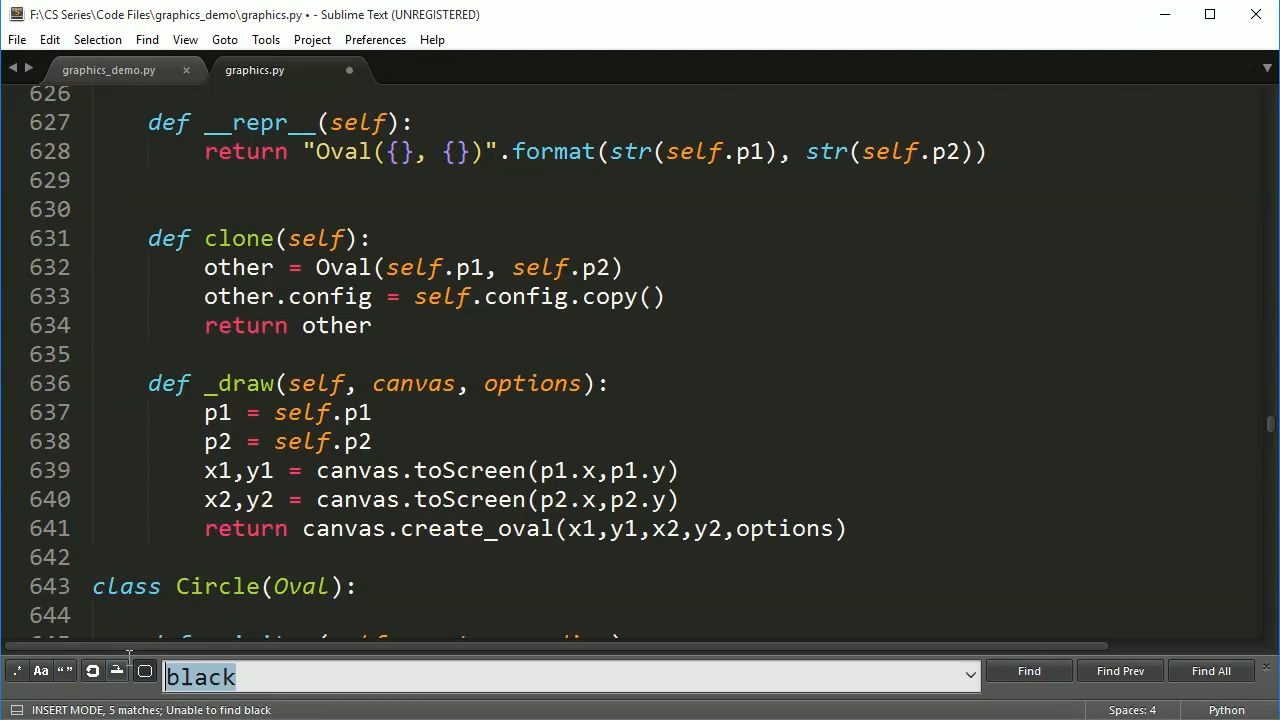 F:\CS Series\Code Files\graphics_demo\graphics.py • - Sublime Text (UNREGISTERED)
File Edit Selection Find View Goto Tools Project Preferences Help
graphics_demo.py × graphics.py
626
627 def __repr__(self):
628 return "Oval({}, {})".format(str(self.p1), str(self.p2))
629
630
631 def clone(self):
632 other = Oval(self.p1, self.p2)
633 other.config = self.config.copy()
634 return other
635
636 def _draw(self, canvas, options):
637 p1 = self.p1
638 p2 = self.p2
639 x1,y1 = canvas.toScreen(p1.x,p1.y)
640 x2,y2 = canvas.toScreen(p2.x,p2.y)
641 return canvas.create_oval(x1,y1,x2,y2,options)
642
643 class Circle(Oval):
644
.* Aa “” black Find Find Prev Find All ×
INSERT MODE, 5 matches; Unable to find black Spaces: 4 Python